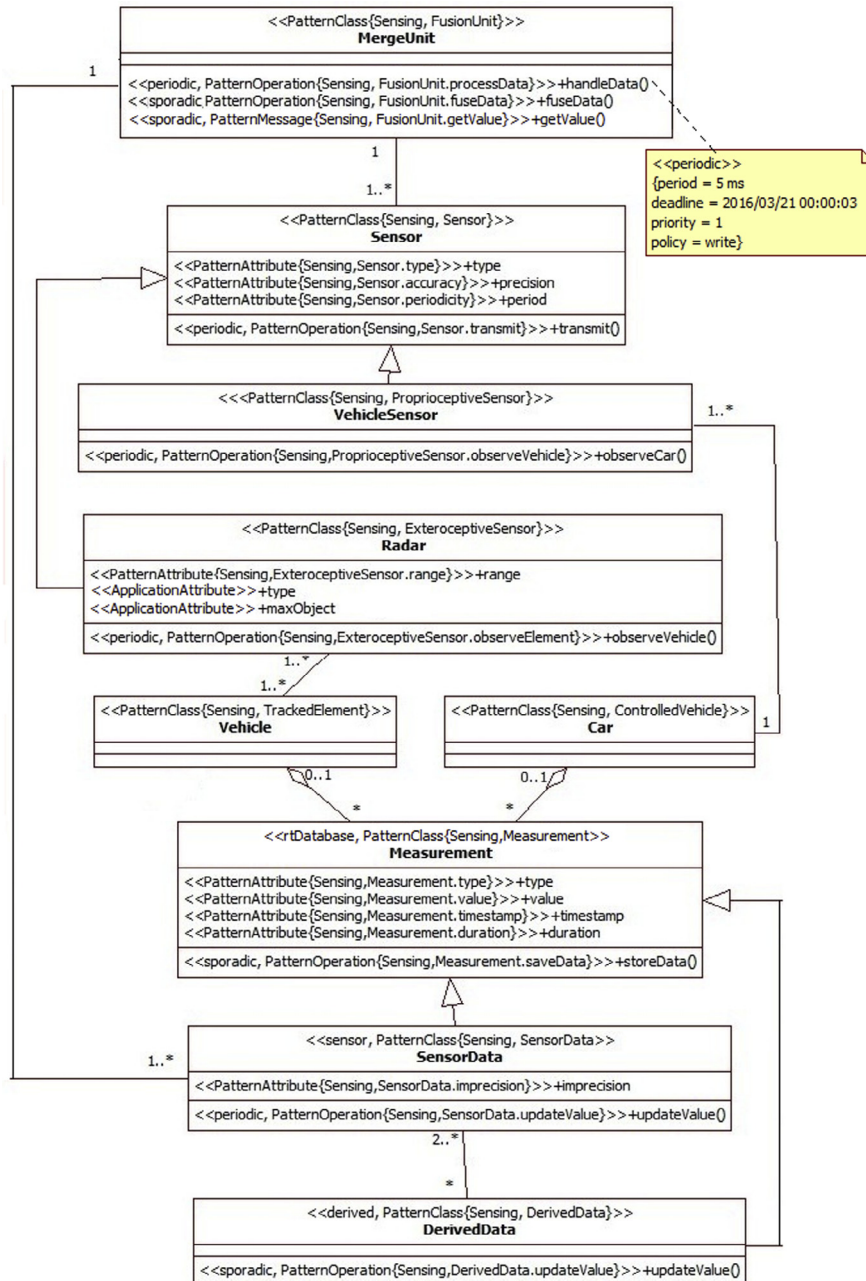 <<PatternClass{Sensing, FusionUnit}>>
MergeUnit
1
<<periodic, PatternOperation{Sensing, FusionUnit.processData}>>+handleData()
<<sporadic PatternOperation{Sensing, FusionUnit.fuseData}>>+fuseData()
<<sporadic, PatternMessage{Sensing, FusionUnit.getValue}>>+getValue()
1
<<periodic>>
{period = 5 ms
deadline = 2016/03/21 00:00:03
priority = 1
policy = write}
1..*
<<PatternClass{Sensing, Sensor}>>
Sensor
<<PatternAttribute{Sensing,Sensor.type}>>+type
<<PatternAttribute{Sensing,Sensor.accuracy}>>+precision
<<PatternAttribute{Sensing,Sensor.periodicity}>>+period
<<periodic, PatternOperation{Sensing,Sensor.transmit}>>+transmit()
<<<PatternClass{Sensing, ProprioceptiveSensor}>>
VehicleSensor
1..*
<<periodic, PatternOperation{Sensing,ProprioceptiveSensor.observeVehicle}>>+observeCar()
<<PatternClass{Sensing, ExteroceptiveSensor}>>
Radar
<<PatternAttribute{Sensing,ExteroceptiveSensor.range}>>+range
<<ApplicationAttribute>>+type
<<ApplicationAttribute>>+maxObject
<<periodic, PatternOperation{Sensing,ExteroceptiveSensor.observeElement}>>+observeVehicle()
1..*
1..*
<<PatternClass{Sensing, TrackedElement}>>
Vehicle
<<PatternClass{Sensing, ControlledVehicle}>>
Car
1
0..1
0..1
*
*
<<rtDatabase, PatternClass{Sensing,Measurement>>
Measurement
<<PatternAttribute{Sensing,Measurement.type}>>+type
<<PatternAttribute{Sensing,Measurement.value}>>+value
<<PatternAttribute{Sensing,Measurement.timestamp}>>+timestamp
<<PatternAttribute{Sensing,Measurement.duration}>>+duration
<<sporadic, PatternOperation{Sensing,Measurement.saveData}>>+storeData()
<<sensor, PatternClass{Sensing, SensorData}>>
SensorData
1..*
<<PatternAttribute{Sensing,SensorData.imprecision}>>+imprecision
<<periodic, PatternOperation{Sensing,SensorData.updateValue}>>+updateValue()
2..*
*
<<derived, PatternClass{Sensing, DerivedData}>>
DerivedData
<<sporadic, PatternOperation{Sensing,DerivedData.updateValue}>>+updateValue()